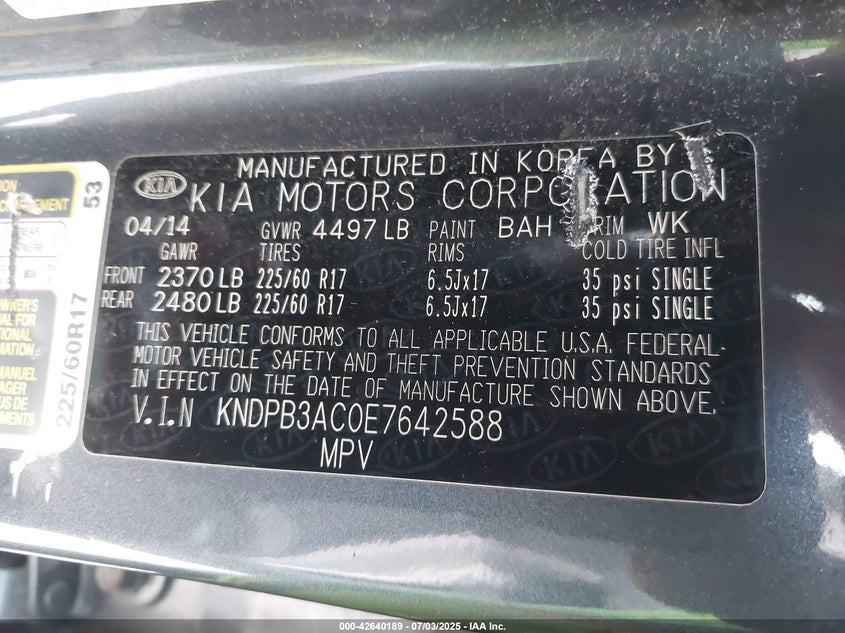 MANUFACTURED IN KOREA BY
KIA KIA MOTORS CORPORATION
04/14 GVWR 4497 LB PAINT BAH TRIM WK
GAWR TIRES RIMS COLD TIRE INFL
FRONT 2370 LB 225/60 R17 6.5Jx17 35 psi SINGLE
REAR 2480 LB 225/60 R17 6.5Jx17 35 psi SINGLE
THIS VEHICLE CONFORMS TO ALL APPLICABLE U.S.A. FEDERAL
MOTOR VEHICLE SAFETY AND THEFT PREVENTION STANDARDS
IN EFFECT ON THE DATE OF MANUFACTURE SHOWN ABOVE.
V.I.N KNDPB3AC0E7642588
MPV
53
225/60R17
OWNER'S
MANUEL
000-42640189 - 07/03/2025 - IAA Inc.